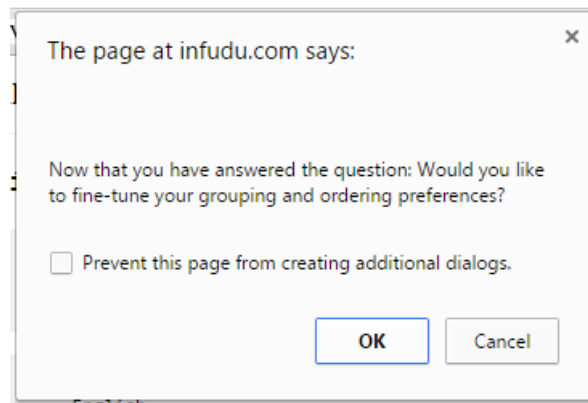 The page at infudu.com says:
Now that you have answered the question: Would you like
to fine-tune your grouping and ordering preferences?
Prevent this page from creating additional dialogs.
OK
Cancel